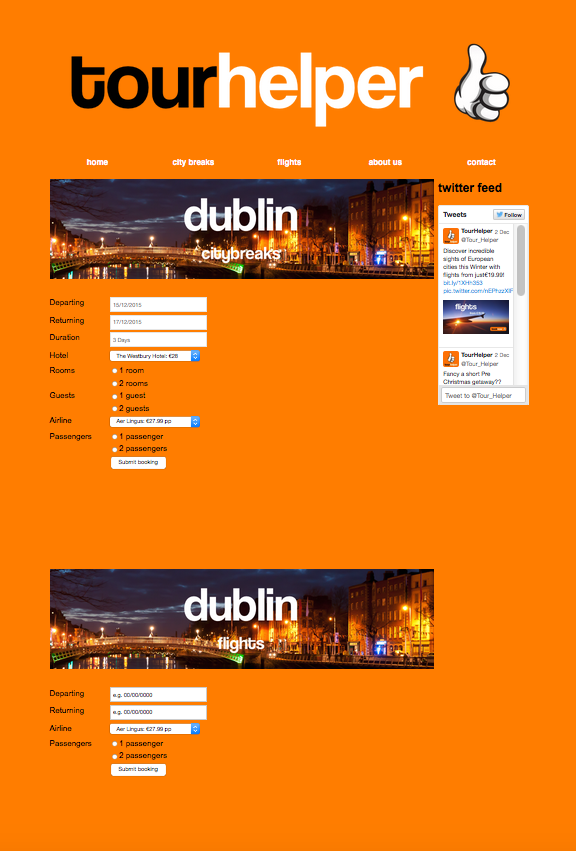 tourhelper
home city breaks flights about us contact
dublin
citybreaks
twitter feed
Tweets Follow
TourHelper 2 Dec
@Tour_Helper
Discover incredible
sights of European
cities this Winter with
flights from just€19.99!
pic.twitter.com/nEPhzzXlF
flights
TourHelper 2 Dec
@Tour_Helper
Fancy a short Pre
Christmas getaway??
Tweet to @Tour_Helper
Departing 15/12/2015
Returning 17/12/2015
Duration 3 Days
Hotel The Westbury Hotel: €28
Rooms 1 room
2 rooms
Guests 1 guest
2 guests
Airline Aer Lingus: €27.99 pp
Passengers 1 passenger
2 passengers
Submit booking
dublin
flights
Departing e.g. 00/00/0000
Returning e.g. 00/00/0000
Airline Aer Lingus: €27.99 pp
Passengers 1 passenger
2 passengers
Submit booking